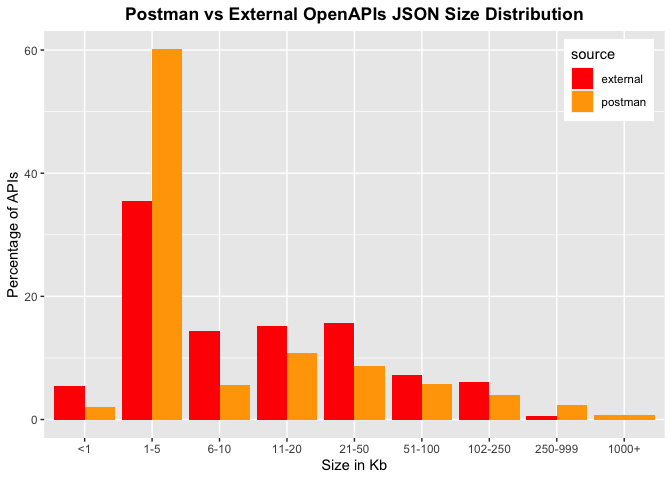 Postman vs External OpenAPIs JSON Size Distribution
source
external
postman
Percentage of APIs
60
40
20
0
<1 1-5 6-10 11-20 21-50 51-100 102-250 250-999 1000+
Size in Kb